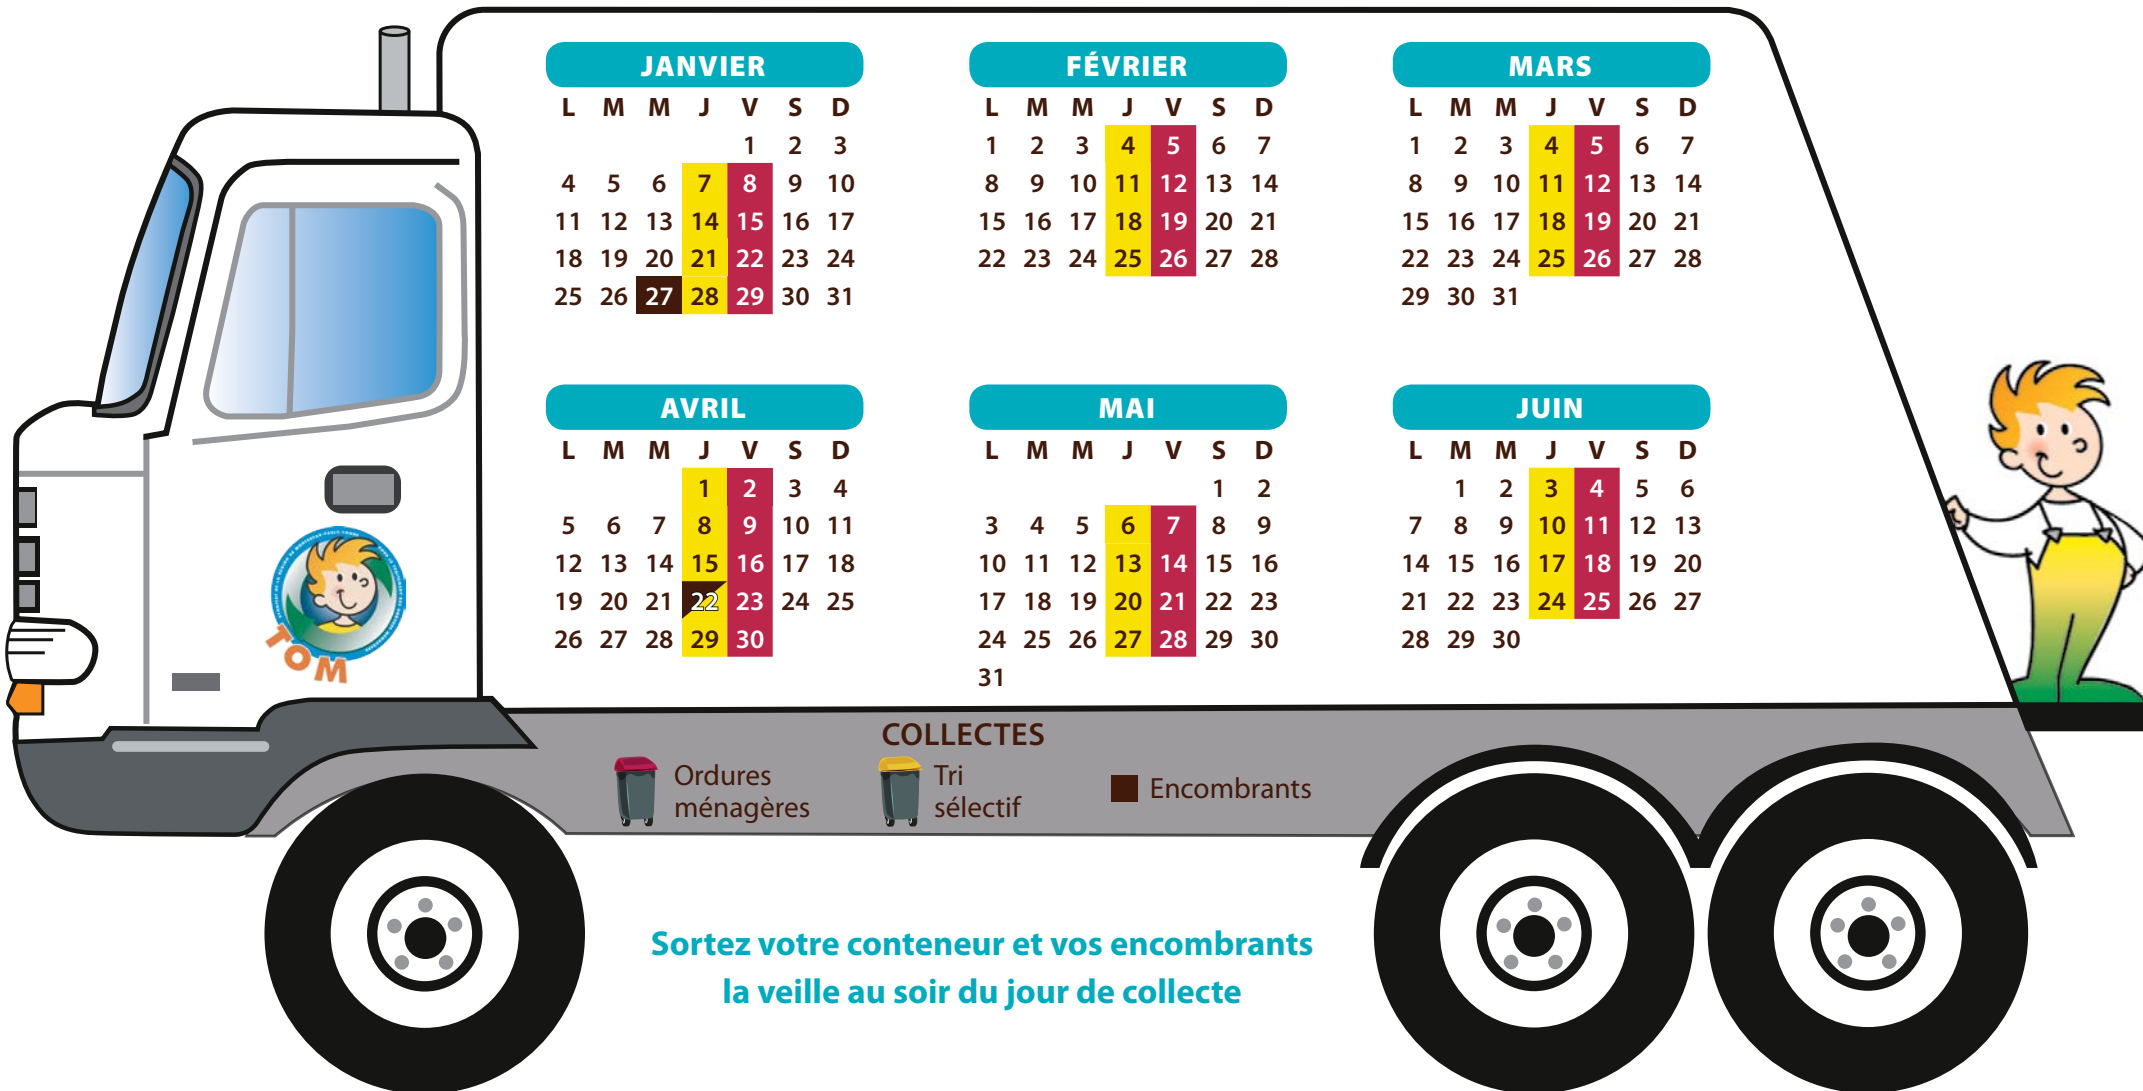 JANVIER
L M M J V S D
1 2 3
4 5 6 7 8 9 10
11 12 13 14 15 16 17
18 19 20 21 22 23 24
25 26 27 28 29 30 31
FÉVRIER
L M M J V S D
1 2 3 4 5 6 7
8 9 10 11 12 13 14
15 16 17 18 19 20 21
22 23 24 25 26 27 28
MARS
L M M J V S D
1 2 3 4 5 6 7
8 9 10 11 12 13 14
15 16 17 18 19 20 21
22 23 24 25 26 27 28
29 30 31
AVRIL
L M M J V S D
1 2 3 4
5 6 7 8 9 10 11
12 13 14 15 16 17 18
19 20 21 22 23 24 25
26 27 28 29 30
MAI
L M M J V S D
1 2
3 4 5 6 7 8 9
10 11 12 13 14 15 16
17 18 19 20 21 22 23
24 25 26 27 28 29 30
31
JUIN
L M M J V S D
1 2 3 4 5 6
7 8 9 10 11 12 13
14 15 16 17 18 19 20
21 22 23 24 25 26 27
28 29 30
TOM
COLLECTES
Ordures
ménagères
Tri
sélectif
Encombrants
Sortez votre conteneur et vos encombrants
la veille au soir du jour de collecte